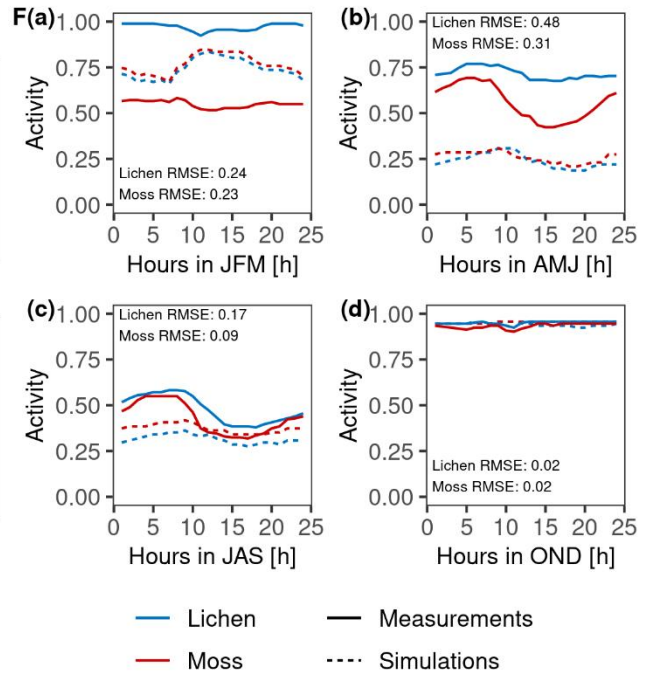 F(a)
1.00
0.75
0.50
0.25
0.00
Activity
Lichen RMSE: 0.24
Moss RMSE: 0.23
0 5 10 15 20 25
Hours in JFM [h]
(b)
1.00
0.75
0.50
0.25
0.00
Activity
Lichen RMSE: 0.48
Moss RMSE: 0.31
0 5 10 15 20 25
Hours in AMJ [h]
(c)
1.00
0.75
0.50
0.25
0.00
Activity
Lichen RMSE: 0.17
Moss RMSE: 0.09
0 5 10 15 20 25
Hours in JAS [h]
(d)
1.00
0.75
0.50
0.25
0.00
Activity
Lichen RMSE: 0.02
Moss RMSE: 0.02
0 5 10 15 20 25
Hours in OND [h]
Lichen
Measurements
Moss
Simulations